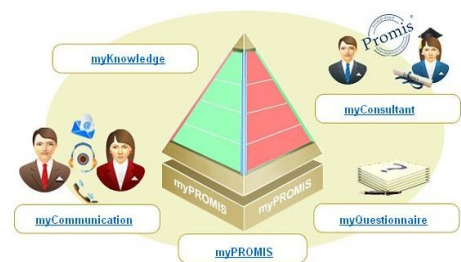 Promis
myKnowledge
myConsultant
myPROMIS
myPROMIS
myCommunication
myQuestionnaire
myPROMIS